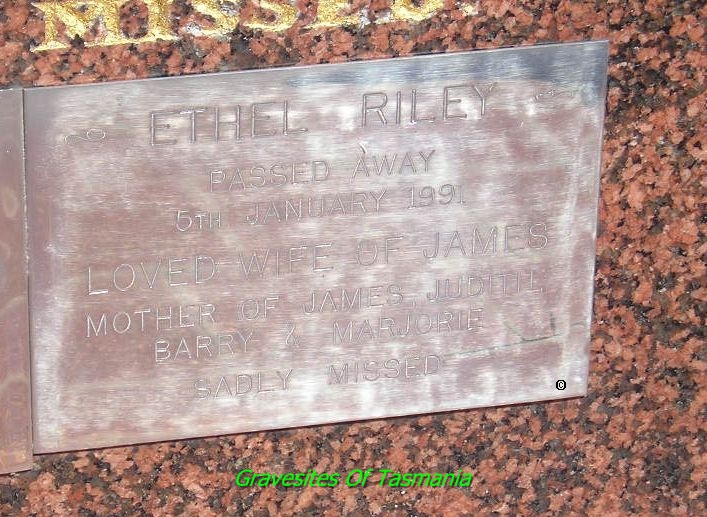 MISSED.
ETHEL RILEY
PASSED AWAY
5TH JANUARY 1991
LOVED WIFE OF JAMES
MOTHER OF JAMES, JUDITH,
BARRY & MARJORIE
SADLY MISSED
©
Gravesites Of Tasmania